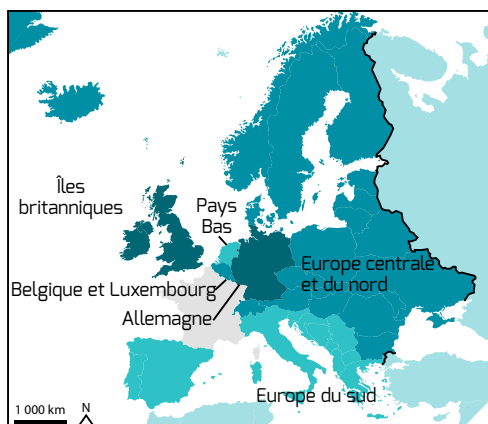 Îles
britanniques
Pays
Bas
Europe centrale
et du nord
Belgique et Luxembourg
Allemagne
Europe du sud
1 000 km
N